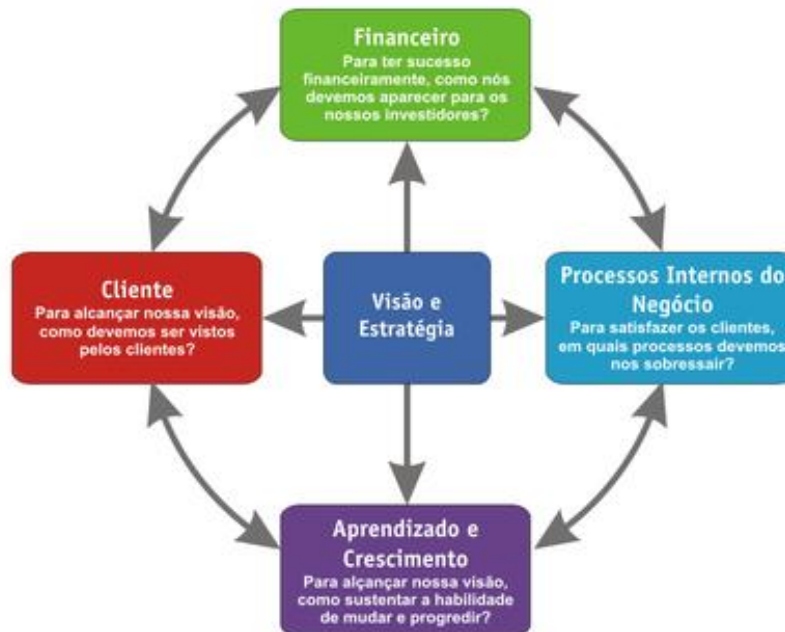 Financeiro
Para ter sucesso
financeiramente, como nós
devemos aparecer para os
nossos investidores?
Cliente
Para alcançar nossa visão,
como devemos ser vistos
pelos clientes?
Visão e
Estratégia
Processos Internos do
Negócio
Para satisfazer os clientes,
em quais processos devemos
nos sobressair?
Aprendizado e
Crescimento
Para alçançar nossa visão,
como sustentar a habilidade
de mudar e progredir?